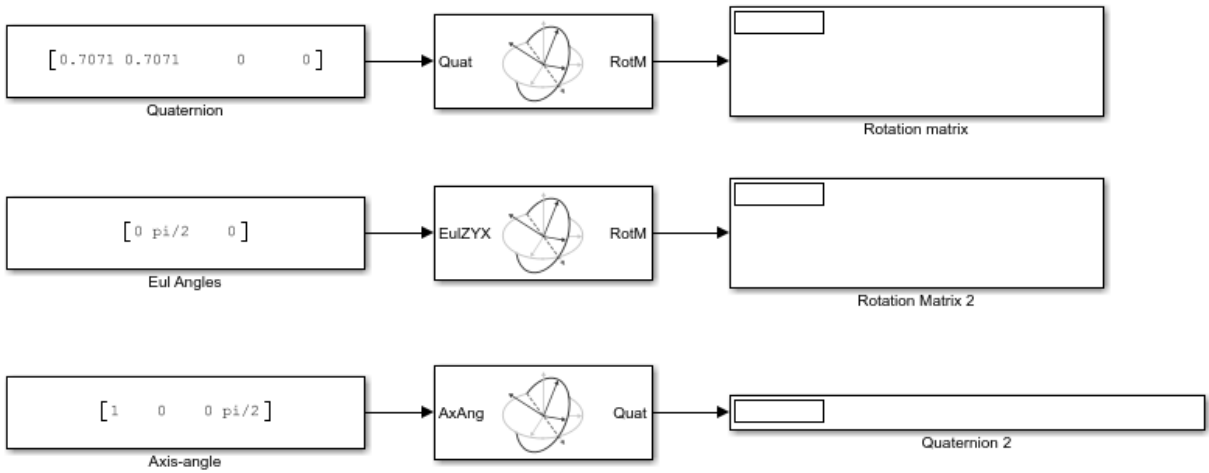 [0.7071 0.7071 0 0]
Quat
RotM
Quaternion
Rotation matrix
[0 pi/2 0]
EulZYX
RotM
Eul Angles
Rotation Matrix 2
[1 0 0 pi/2]
AxAng
Quat
Axis-angle
Quaternion 2